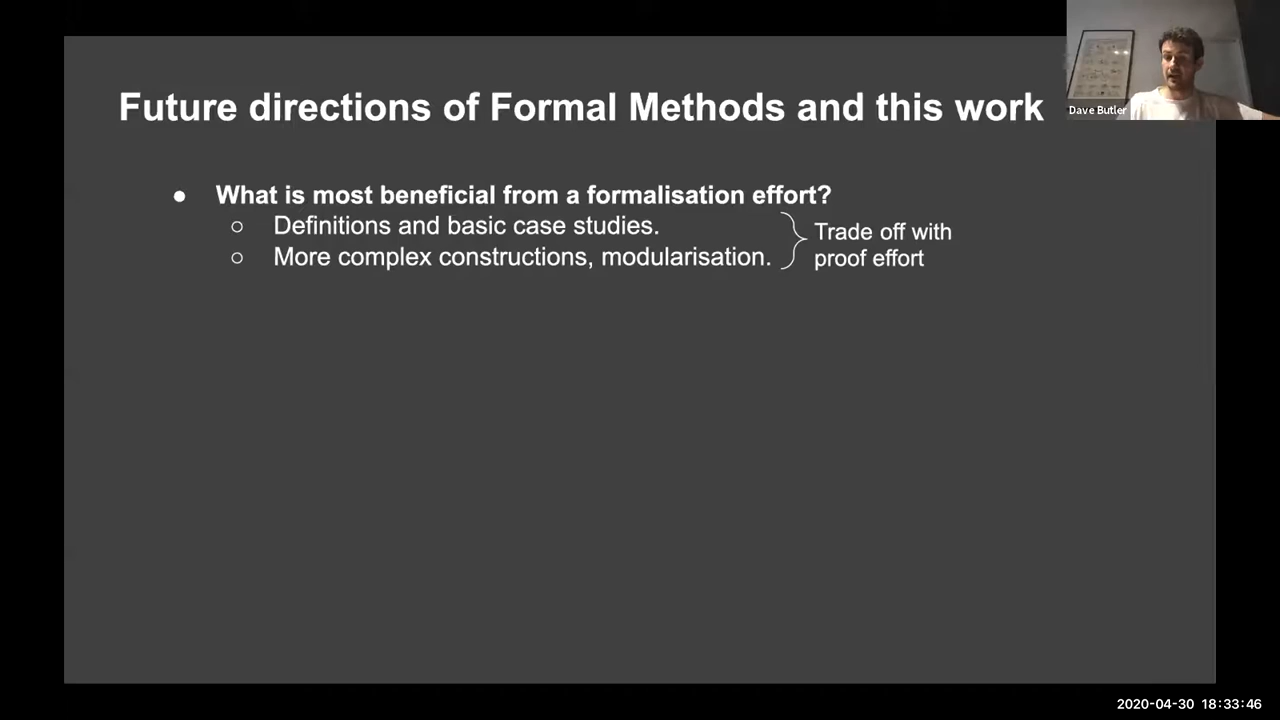 Future directions of Formal Methods and this work
Dave Butler
● What is most beneficial from a formalisation effort?
○ Definitions and basic case studies.
○ More complex constructions, modularisation.
Trade off with
proof effort
2020-04-30 18:33:46